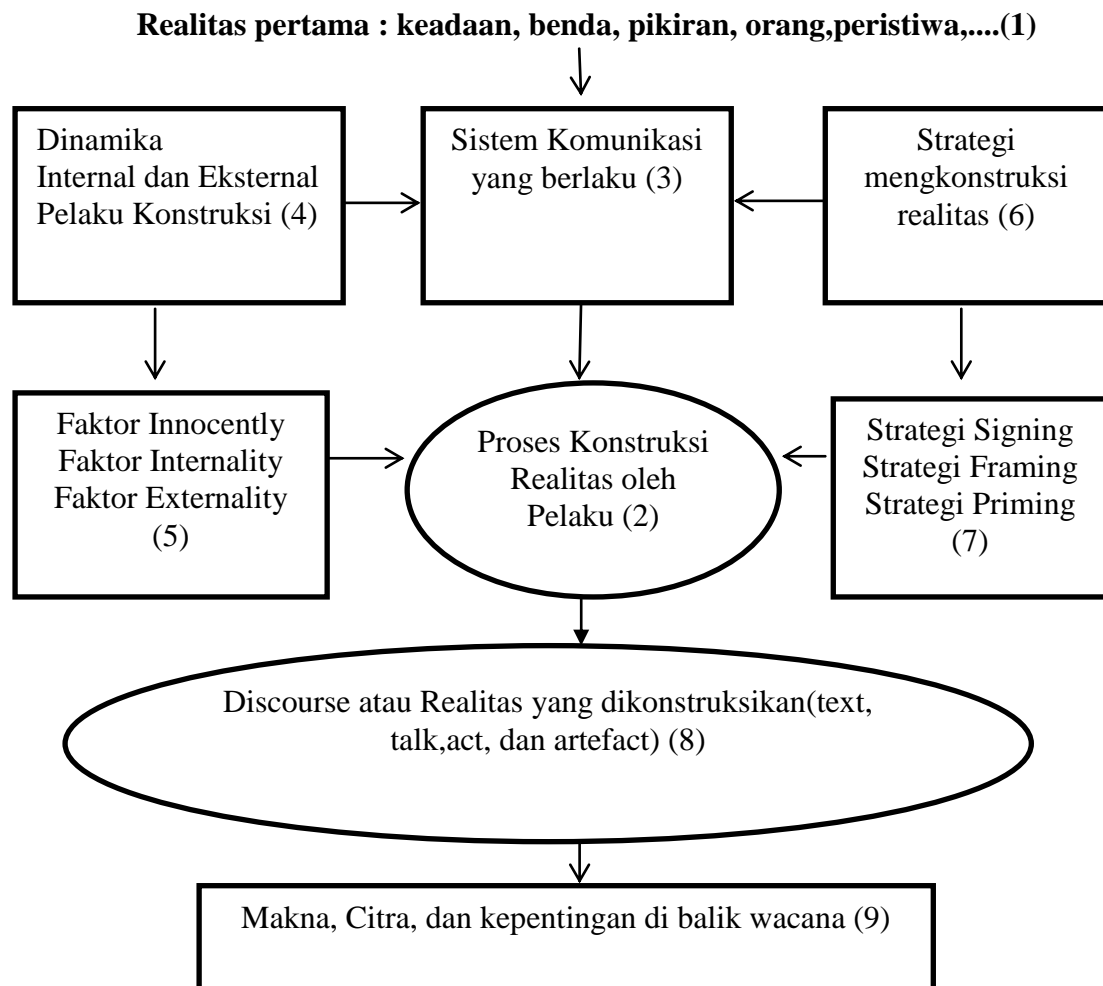 Realitas pertama : keadaan, benda, pikiran, orang,peristiwa,....(1)
Dinamika
Internal dan Eksternal
Pelaku Konstruksi (4)
Sistem Komunikasi
yang berlaku (3)
Strategi
mengkonstruksi
realitas (6)
Faktor Innocently
Faktor Internality
Faktor Externality
(5)
Proses Konstruksi
Realitas oleh
Pelaku (2)
Strategi Signing
Strategi Framing
Strategi Priming
(7)
Discourse atau Realitas yang dikonstruksikan(text,
talk,act, dan artefact) (8)
Makna, Citra, dan kepentingan di balik wacana (9)